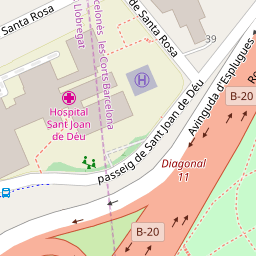 Santa Rosa
de Santa Rosa
Barcelonès
Llobregat
les Corts Barcelona
39
H
Hospital
Sant Joan
de Déu
passeig de Sant Joan de Déu
Avinguda d'Esplugues
B-20
Diagonal
11
B-20